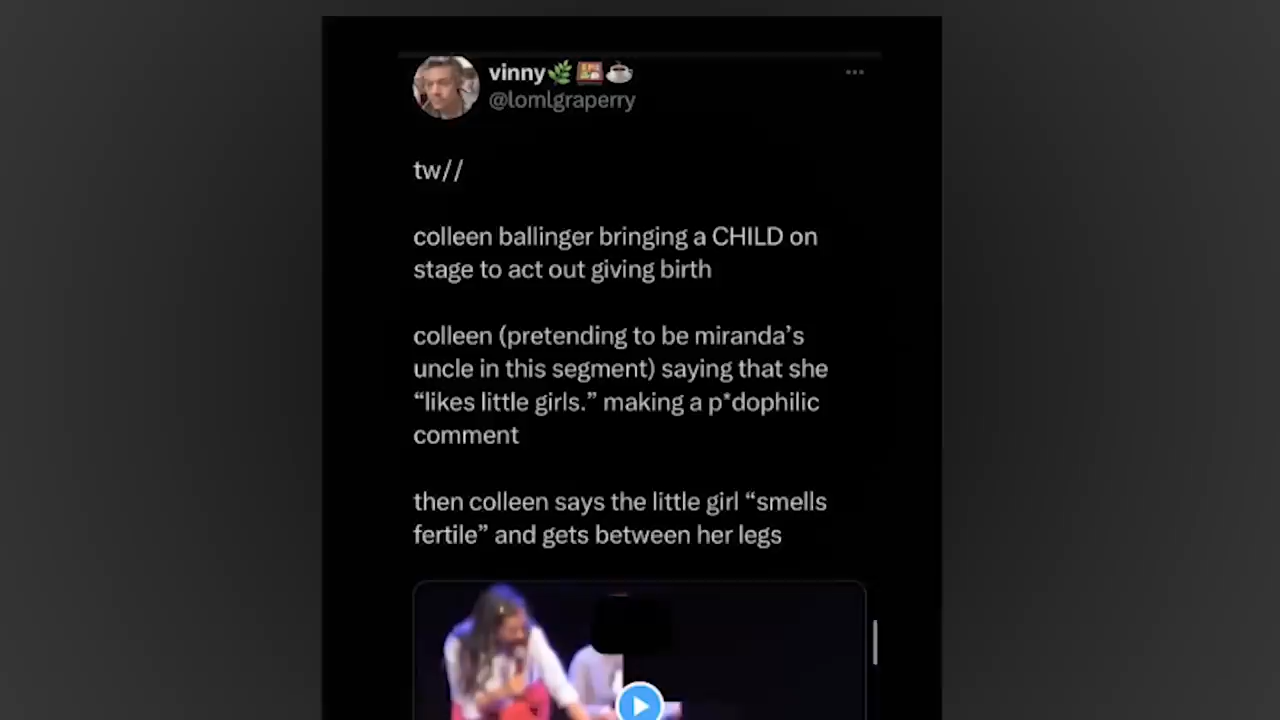 vinny🌿🍱☕
@lomlgraperry
tw//
colleen ballinger bringing a CHILD on
stage to act out giving birth
colleen (pretending to be miranda’s
uncle in this segment) saying that she
“likes little girls.” making a p*dophilic
comment
then colleen says the little girl “smells
fertile” and gets between her legs